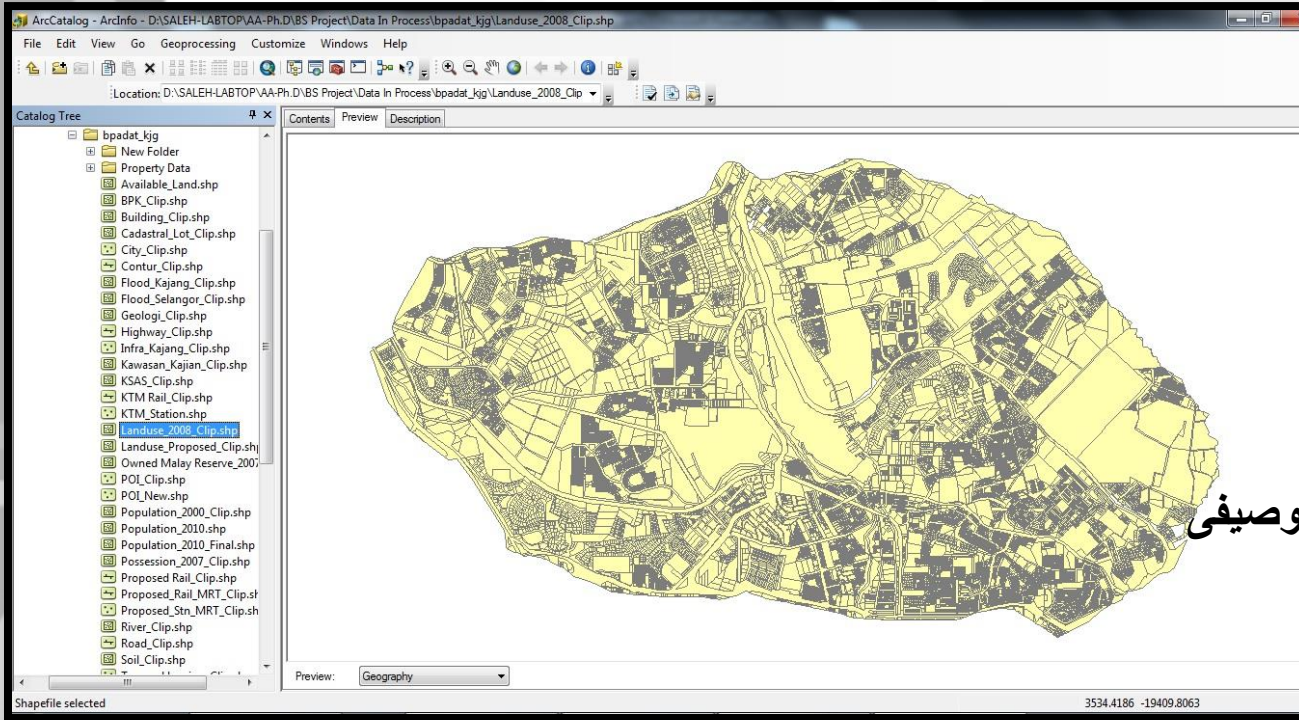 ArcCatalog - ArcInfo - D:\SALEH-LABTOP\AA-Ph.D\BS Project\Data In Process\bpadat_kjg\Landuse_2008_Clip.shp
File Edit View Go Geoprocessing Customize Windows Help
Location: D:\SALEH-LABTOP\AA-Ph.D\BS Project\Data In Process\bpadat_kjg\Landuse_2008_Clip
Catalog Tree
Contents Preview Description
bpadat_kjg
New Folder
Property Data
Available_Land.shp
BPK_Clip.shp
Building_Clip.shp
Cadastral_Lot_Clip.shp
City_Clip.shp
Contur_Clip.shp
Flood_Kajang_Clip.shp
Flood_Selangor_Clip.shp
Geologi_Clip.shp
Highway_Clip.shp
Infra_Kajang_Clip.shp
Kawasan_Kajian_Clip.shp
KSAS_Clip.shp
KTM Rail_Clip.shp
KTM_Station.shp
Landuse_2008_Clip.shp
Landuse_Proposed_Clip.sh
Owned Malay Reserve_2007
POI_Clip.shp
POI_New.shp
Population_2000_Clip.shp
Population_2010.shp
Population_2010_Final.shp
Possession_2007_Clip.shp
Proposed Rail_Clip.shp
Proposed_Rail_MRT_Clip.sh
Proposed_Stn_MRT_Clip.sh
River_Clip.shp
Road_Clip.shp
Soil_Clip.shp
وصيفى
Preview: Geography
Shapefile selected
3534.4186 -19409.8063